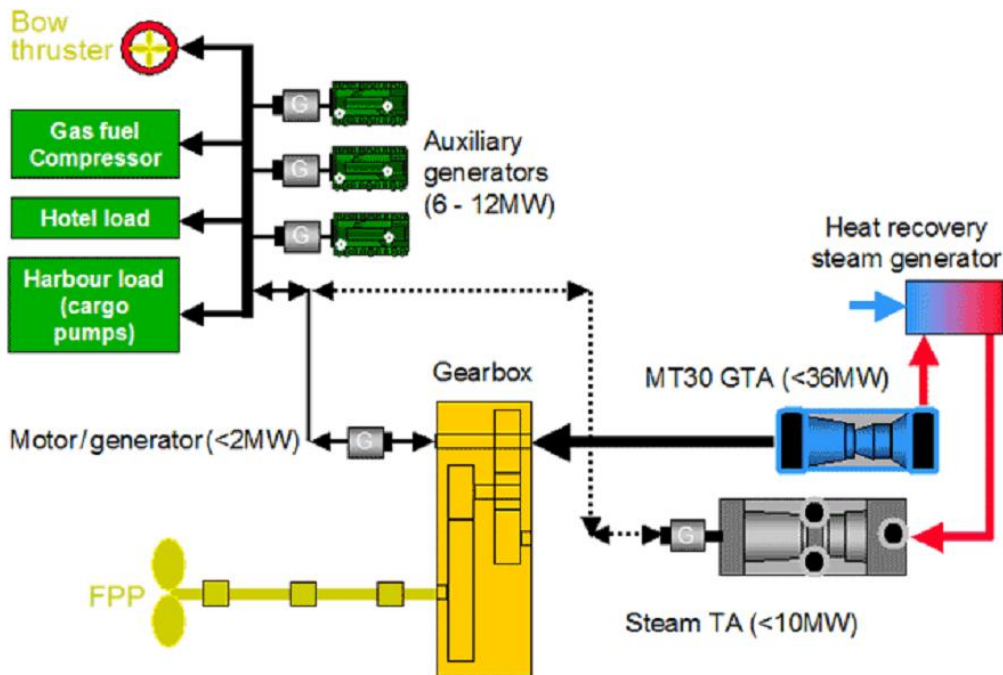 Bow
thruster
Gas fuel
Compressor
Hotel load
Harbour load
(cargo
pumps)
G
G
G
Auxiliary
generators
(6 - 12MW)
Heat recovery
steam generator
Gearbox
MT30 GTA (<36MW)
Motor/generator (<2MW)
G
G
FPP
Steam TA (<10MW)